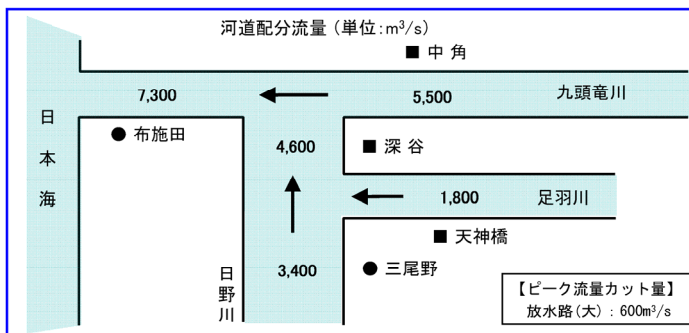 河道配分流量 (単位:m³/s)
■ 中 角
7,300
5,500
九頭竜川
日本海
● 布施田
4,600
■ 深 谷
1,800
足羽川
■ 天神橋
3,400
● 三尾野
日野川
【ピーク流量カット量】
放水路(大) : 600m³/s